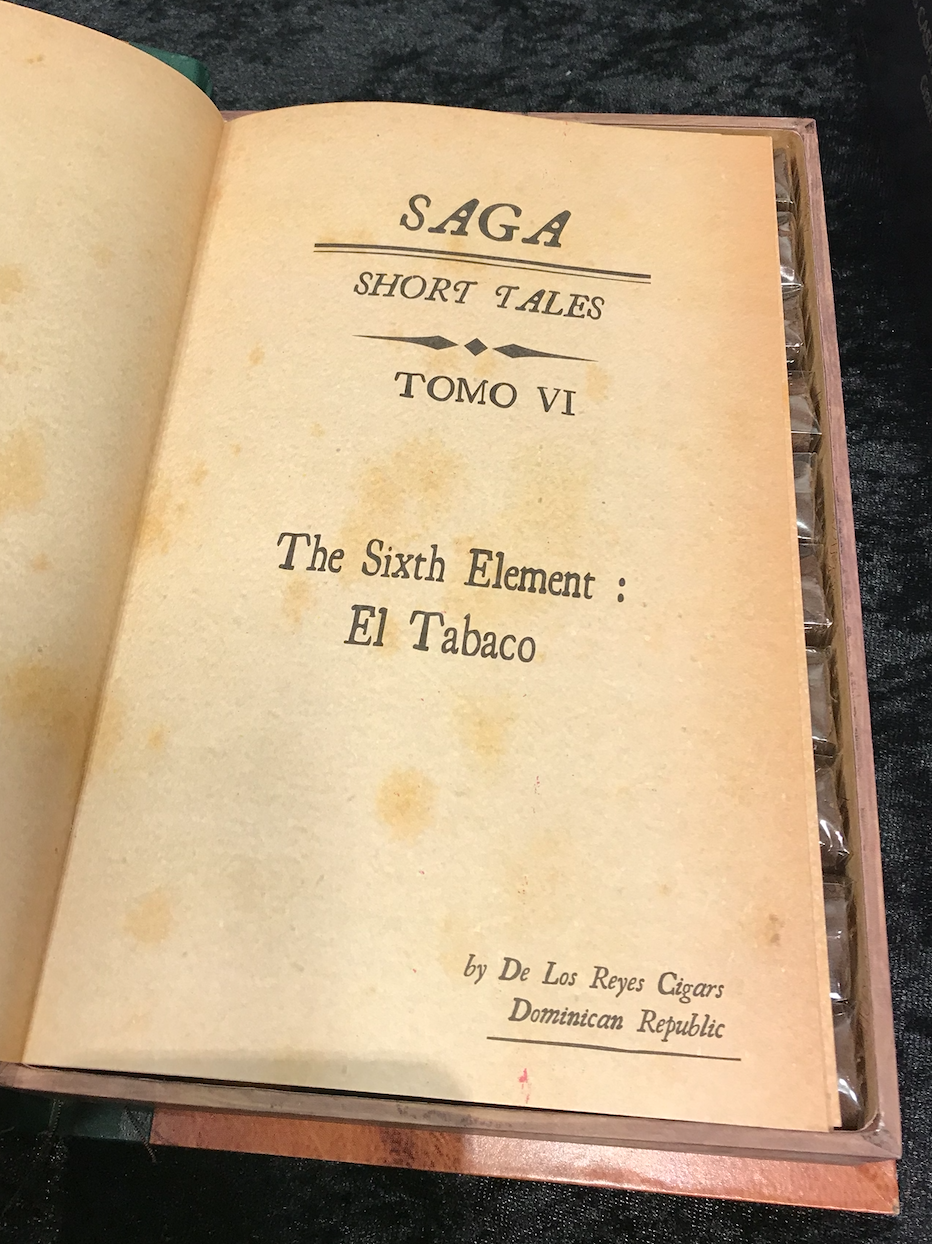 SAGA
SHORT TALES
TOMO VI
The Sixth Element :
El Tabaco
by De Los Reyes Cigars
Dominican Republic